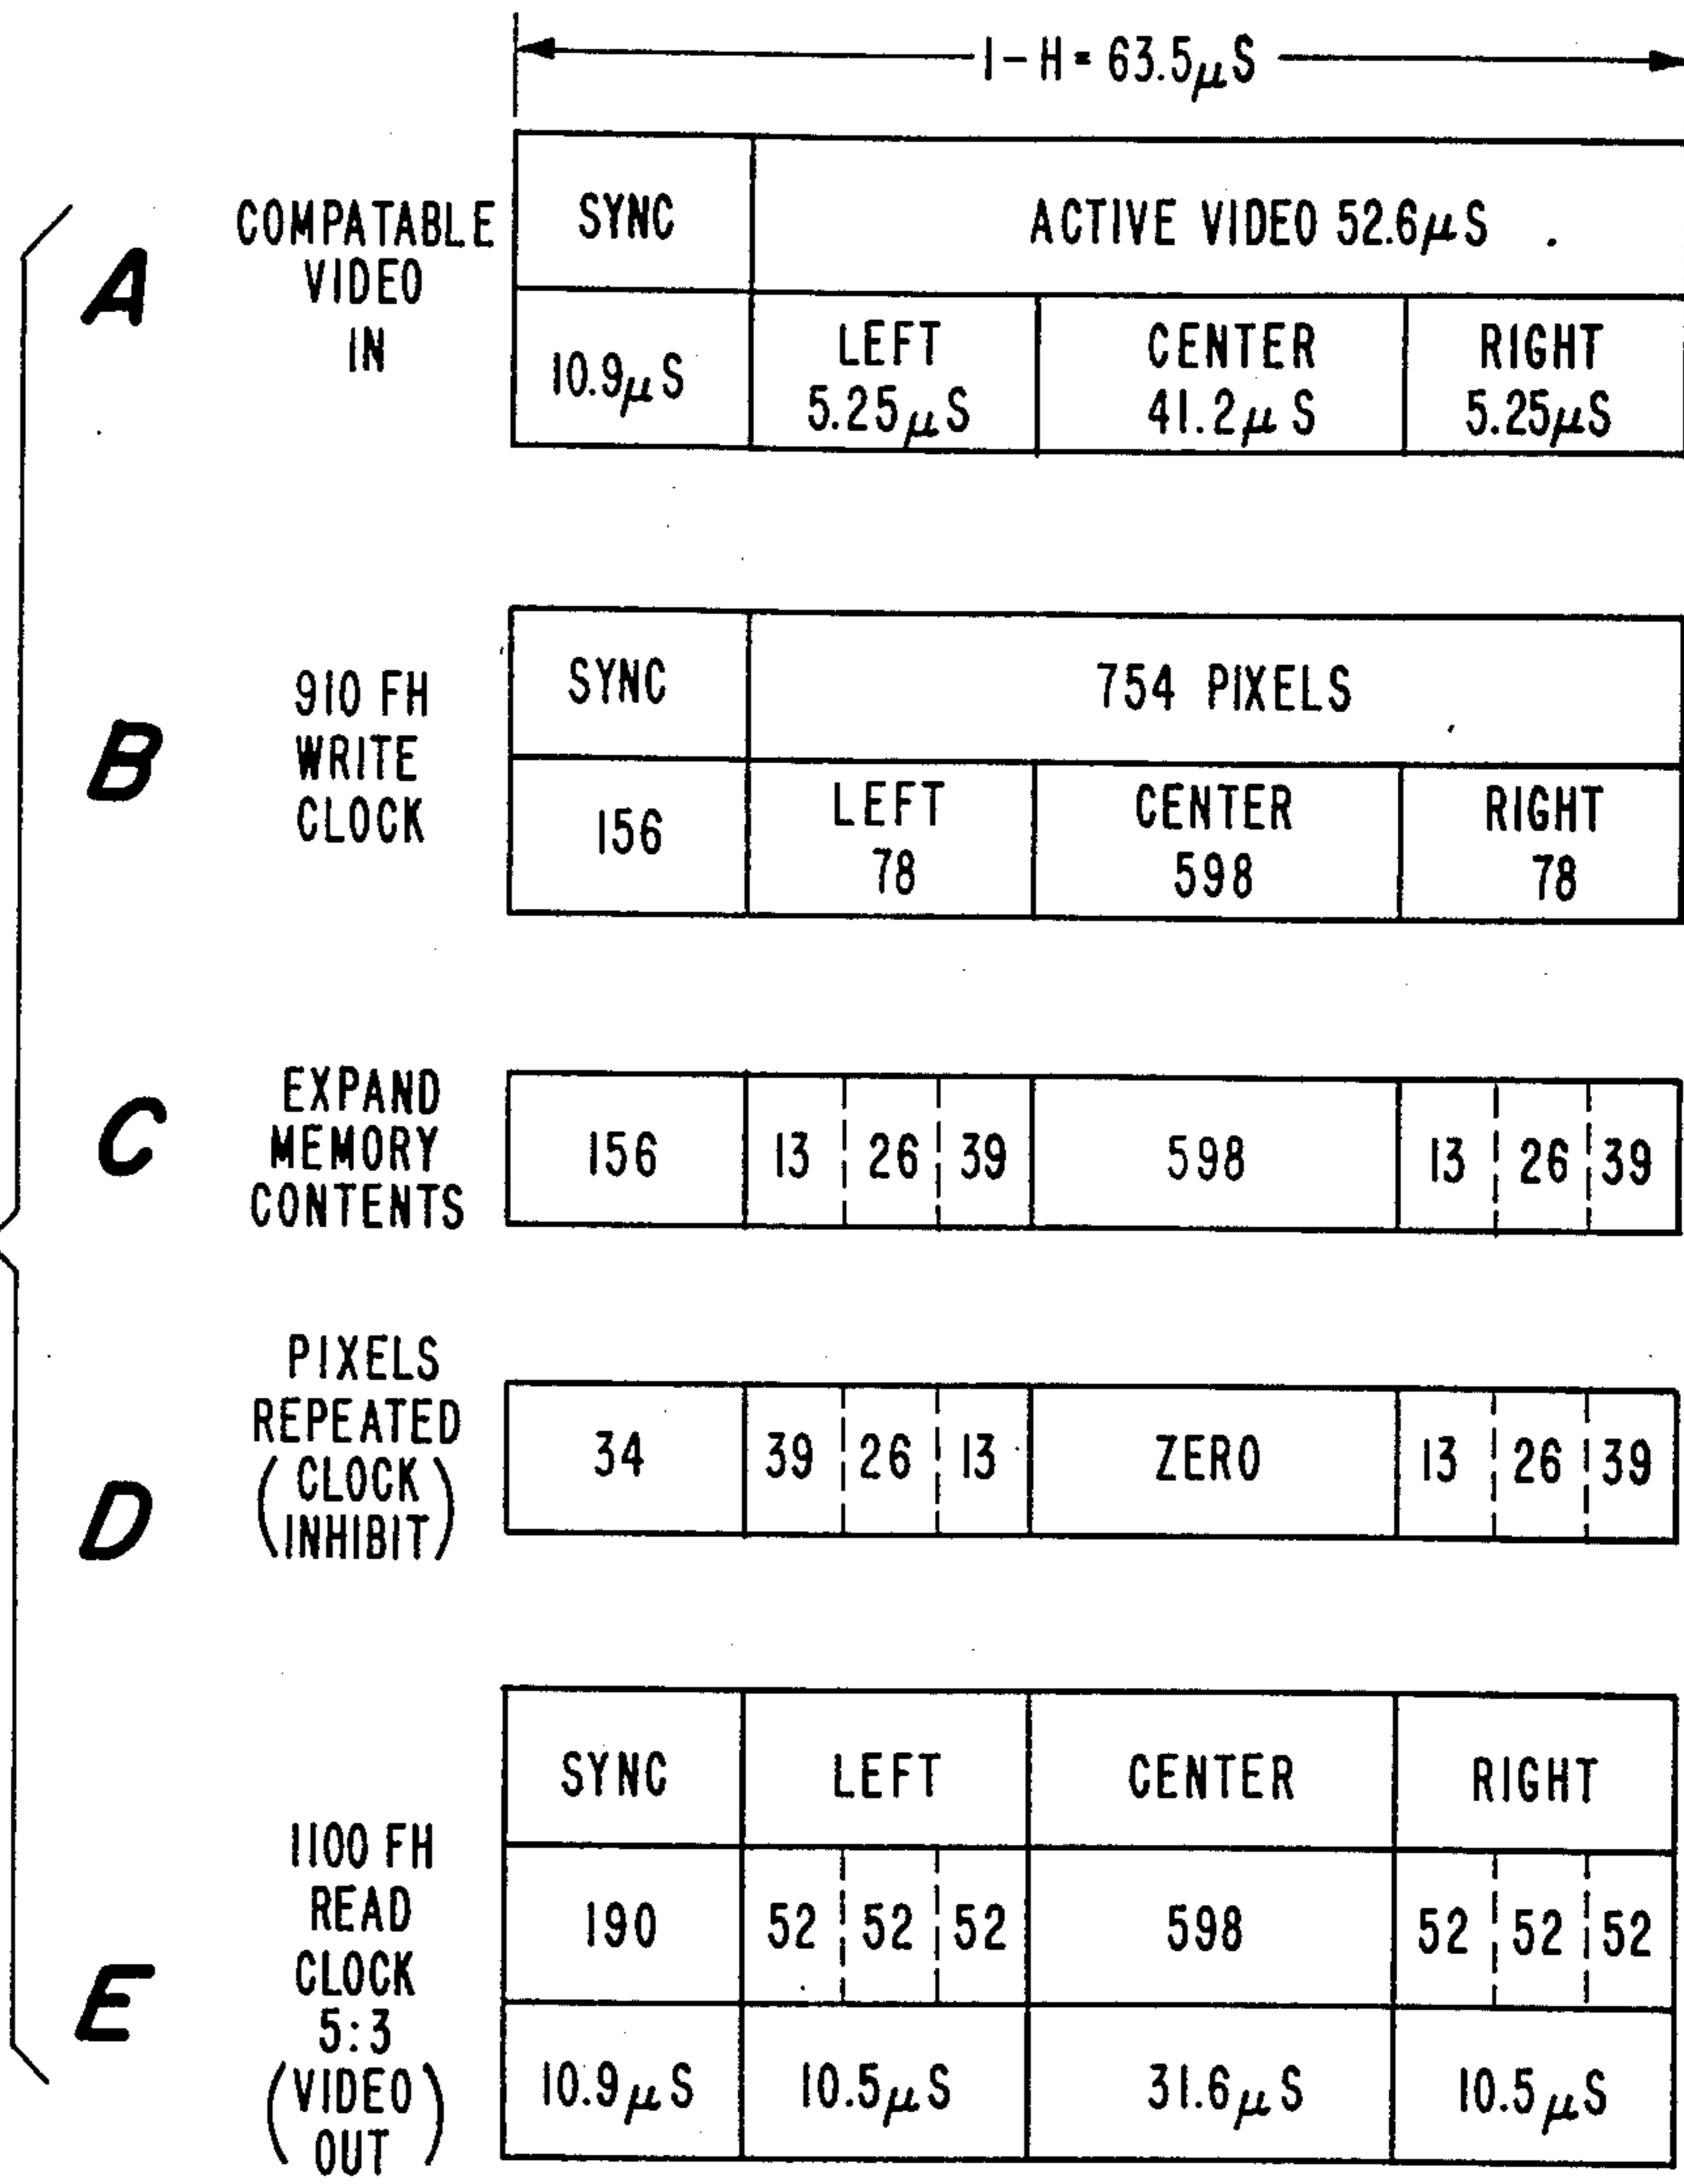 1-H = 63.5μS
A
COMPATABLE
VIDEO
IN
SYNC
ACTIVE VIDEO 52.6μS
10.9μS
LEFT
5.25μS
CENTER
41.2μS
RIGHT
5.25μS
B
910 FH
WRITE
CLOCK
SYNC
754 PIXELS
156
LEFT
78
CENTER
598
RIGHT
78
C
EXPAND
MEMORY
CONTENTS
156
13 26 39
598
13 26 39
D
PIXELS
REPEATED
(CLOCK
INHIBIT)
34
39 26 13
ZERO
13 26 39
E
1100 FH
READ
CLOCK
5:3
(VIDEO
OUT)
SYNC
LEFT
CENTER
RIGHT
190
52 52 52
598
52 52 52
10.9μS
10.5μS
31.6μS
10.5μS